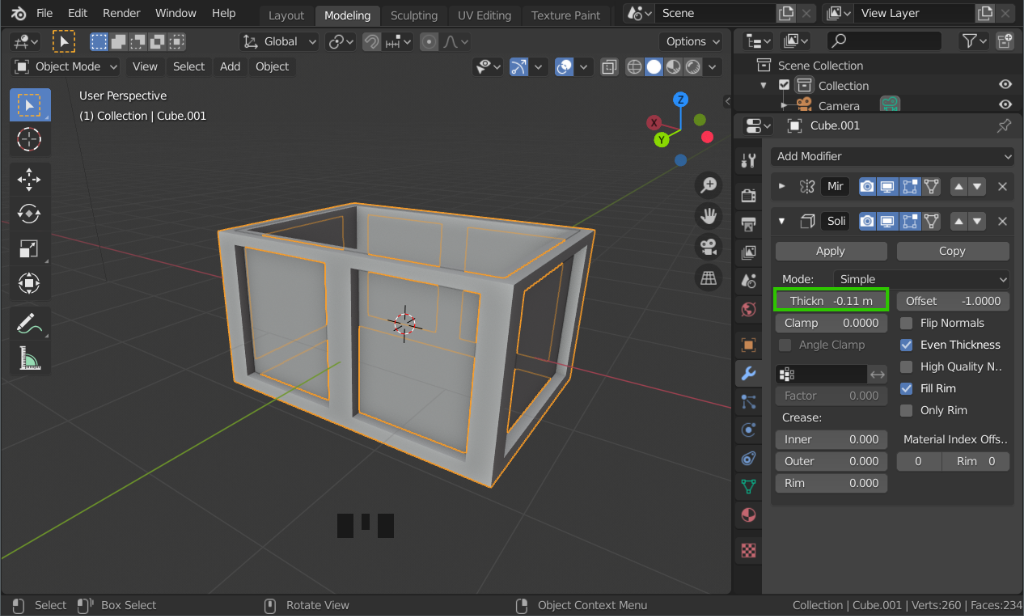 File Edit Render Window Help Layout Modeling Sculpting UV Editing Texture Paint Scene View Layer
Global Options
Object Mode View Select Add Object
User Perspective
(1) Collection | Cube.001
Z
X
Y
Scene Collection
Collection
Camera
Cube.001
Add Modifier
Mir
Soli
Apply Copy
Mode: Simple
Thickn -0.11 m Offset -1.0000
Clamp 0.0000 Flip Normals
Angle Clamp Even Thickness
High Quality N..
Factor 0.000 Fill Rim
Crease: Only Rim
Inner 0.000 Material Index Offs..
Outer 0.000 0 Rim 0
Rim 0.000
Select Box Select Rotate View Object Context Menu Collection | Cube.001 | Verts:260 | Faces:234